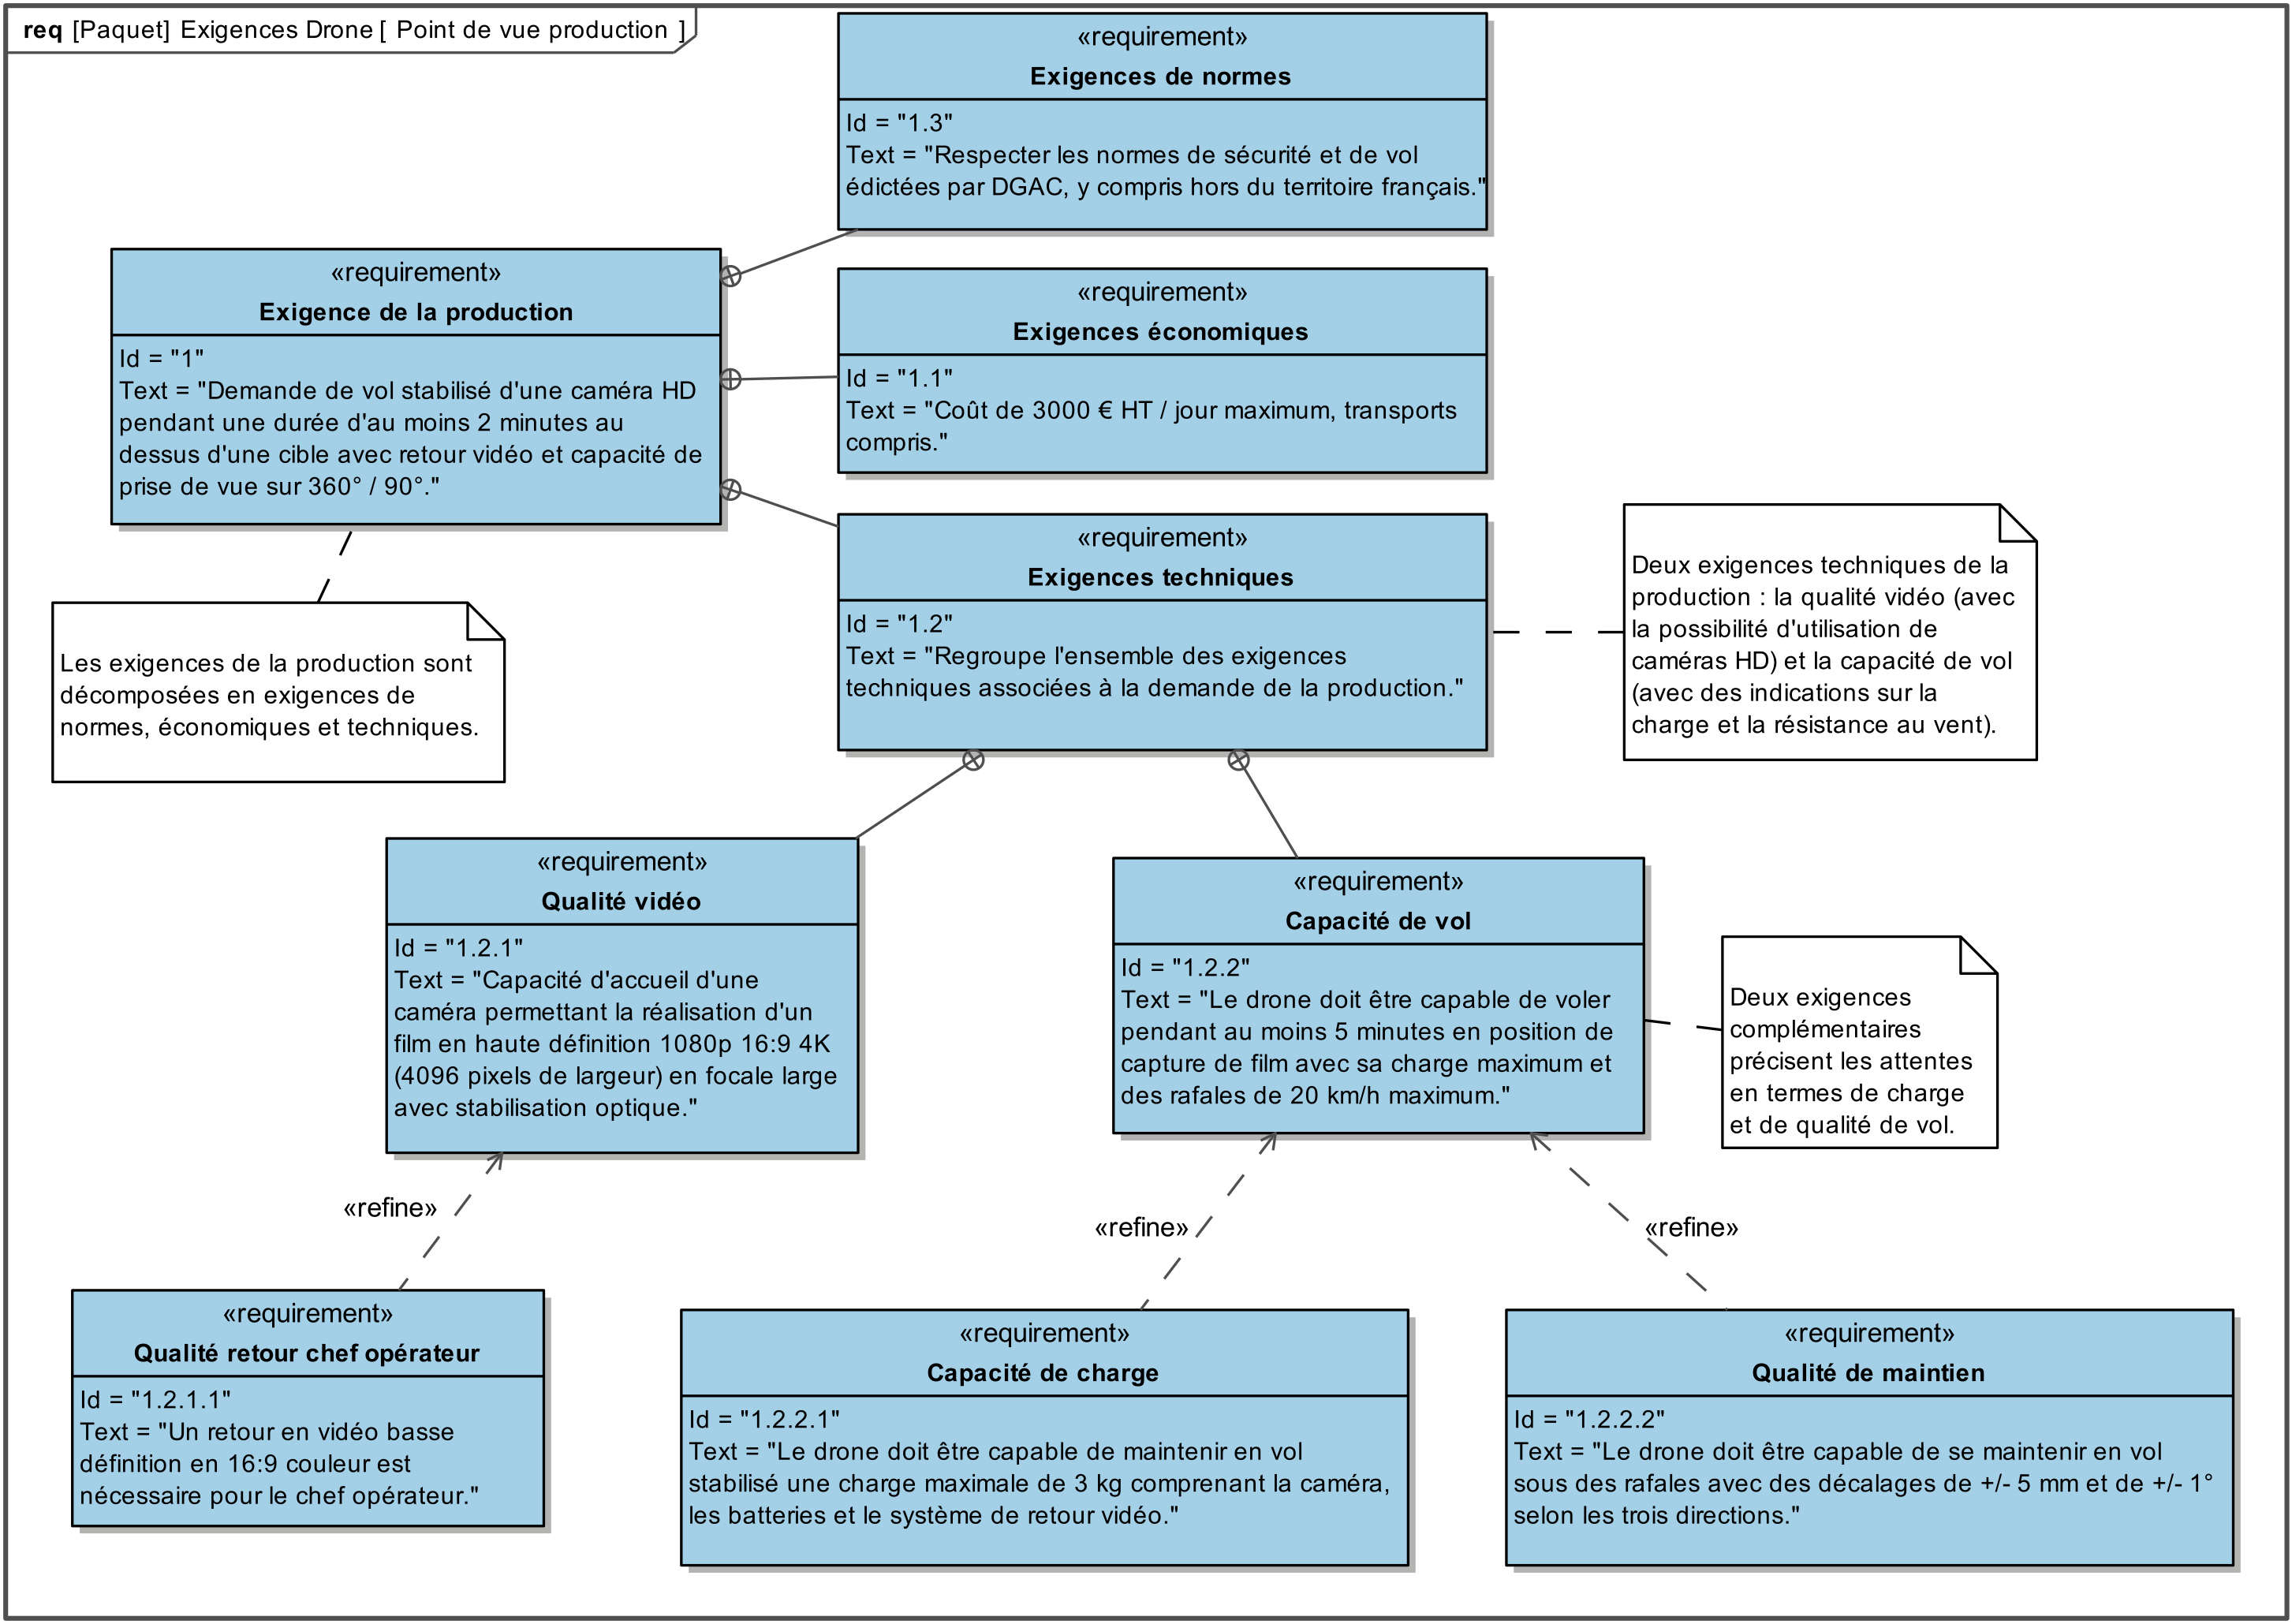 req [Paquet] Exigences Drone [ Point de vue production ]
«requirement»
Exigences de normes
Id = "1.3"
Text = "Respecter les normes de sécurité et de vol
édictées par DGAC, y compris hors du territoire français."
«requirement»
Exigence de la production
Id = "1"
Text = "Demande de vol stabilisé d'une caméra HD
pendant une durée d'au moins 2 minutes au
dessus d'une cible avec retour vidéo et capacité de
prise de vue sur 360° / 90°."
«requirement»
Exigences économiques
Id = "1.1"
Text = "Coût de 3000 € HT / jour maximum, transports
compris."
«requirement»
Exigences techniques
Id = "1.2"
Text = "Regroupe l'ensemble des exigences
techniques associées à la demande de la production."
Deux exigences techniques de la
production : la qualité vidéo (avec
la possibilité d'utilisation de
caméras HD) et la capacité de vol
(avec des indications sur la
charge et la résistance au vent).
Les exigences de la production sont
décomposées en exigences de
normes, économiques et techniques.
«requirement»
Qualité vidéo
Id = "1.2.1"
Text = "Capacité d'accueil d'une
caméra permettant la réalisation d'un
film en haute définition 1080p 16:9 4K
(4096 pixels de largeur) en focale large
avec stabilisation optique."
«requirement»
Capacité de vol
Id = "1.2.2"
Text = "Le drone doit être capable de voler
pendant au moins 5 minutes en position de
capture de film avec sa charge maximum et
des rafales de 20 km/h maximum."
Deux exigences
complémentaires
précisent les attentes
en termes de charge
et de qualité de vol.
«refine»
«refine»
«refine»
«requirement»
Qualité retour chef opérateur
Id = "1.2.1.1"
Text = "Un retour en vidéo basse
définition en 16:9 couleur est
nécessaire pour le chef opérateur."
«requirement»
Capacité de charge
Id = "1.2.2.1"
Text = "Le drone doit être capable de maintenir en vol
stabilisé une charge maximale de 3 kg comprenant la caméra,
les batteries et le système de retour vidéo."
«requirement»
Qualité de maintien
Id = "1.2.2.2"
Text = "Le drone doit être capable de se maintenir en vol
sous des rafales avec des décalages de +/- 5 mm et de +/- 1°
selon les trois directions."